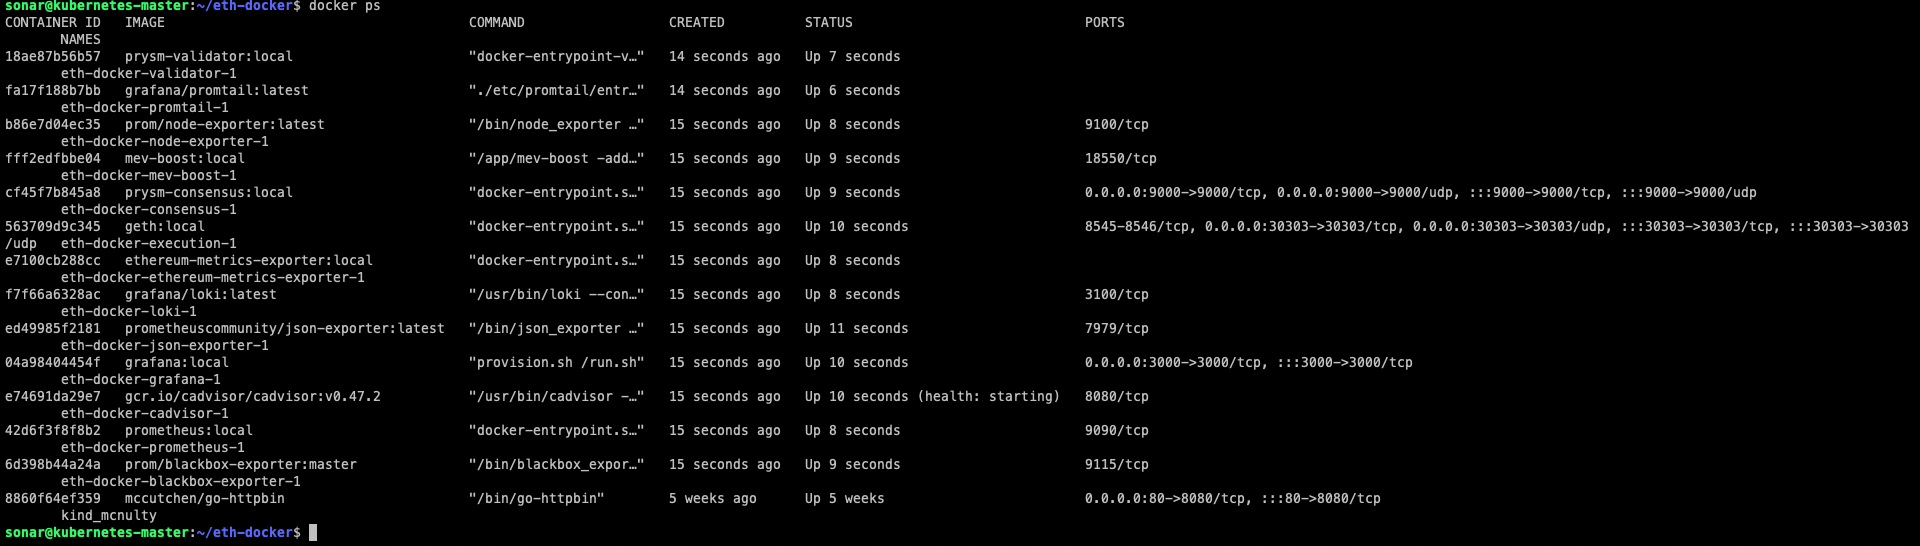 sonar@kubernetes-master:~/eth-docker$ docker ps
CONTAINER ID   IMAGE                                      COMMAND                  CREATED          STATUS                             PORTS
       NAMES
18ae87b56b57   prysm-validator:local                      "docker-entrypoint-v…"   14 seconds ago   Up 7 seconds
       eth-docker-validator-1
fa17f188b7bb   grafana/promtail:latest                    "./etc/promtail/entr…"   14 seconds ago   Up 6 seconds
       eth-docker-promtail-1
b86e7d04ec35   prom/node-exporter:latest                  "/bin/node_exporter …"   15 seconds ago   Up 8 seconds                       9100/tcp
       eth-docker-node-exporter-1
fff2edfbbe04   mev-boost:local                            "/app/mev-boost -add…"   15 seconds ago   Up 9 seconds                       18550/tcp
       eth-docker-mev-boost-1
cf45f7b845a8   prysm-consensus:local                      "docker-entrypoint.s…"   15 seconds ago   Up 9 seconds                       0.0.0.0:9000->9000/tcp, 0.0.0.0:9000->9000/udp, :::9000->9000/tcp, :::9000->9000/udp
       eth-docker-consensus-1
563709d9c345   geth:local                                 "docker-entrypoint.s…"   15 seconds ago   Up 10 seconds                      8545-8546/tcp, 0.0.0.0:30303->30303/tcp, 0.0.0.0:30303->30303/udp, :::30303->30303/tcp, :::30303->30303
/udp   eth-docker-execution-1
e7100cb288cc   ethereum-metrics-exporter:local            "docker-entrypoint.s…"   15 seconds ago   Up 8 seconds
       eth-docker-ethereum-metrics-exporter-1
f7f66a6328ac   grafana/loki:latest                        "/usr/bin/loki --con…"   15 seconds ago   Up 8 seconds                       3100/tcp
       eth-docker-loki-1
ed49985f2181   prometheuscommunity/json-exporter:latest   "/bin/json_exporter …"   15 seconds ago   Up 11 seconds                      7979/tcp
       eth-docker-json-exporter-1
04a98404454f   grafana:local                              "provision.sh /run.sh"   15 seconds ago   Up 10 seconds                      0.0.0.0:3000->3000/tcp, :::3000->3000/tcp
       eth-docker-grafana-1
e74691da29e7   gcr.io/cadvisor/cadvisor:v0.47.2           "/usr/bin/cadvisor -…"   15 seconds ago   Up 10 seconds (health: starting)   8080/tcp
       eth-docker-cadvisor-1
42d6f3f8f8b2   prometheus:local                           "docker-entrypoint.s…"   15 seconds ago   Up 8 seconds                       9090/tcp
       eth-docker-prometheus-1
6d398b44a24a   prom/blackbox-exporter:master              "/bin/blackbox_expor…"   15 seconds ago   Up 9 seconds                       9115/tcp
       eth-docker-blackbox-exporter-1
8860f64ef359   mccutchen/go-httpbin                       "/bin/go-httpbin"        5 weeks ago      Up 5 weeks                         0.0.0.0:80->8080/tcp, :::80->8080/tcp
       kind_mcnulty
sonar@kubernetes-master:~/eth-docker$